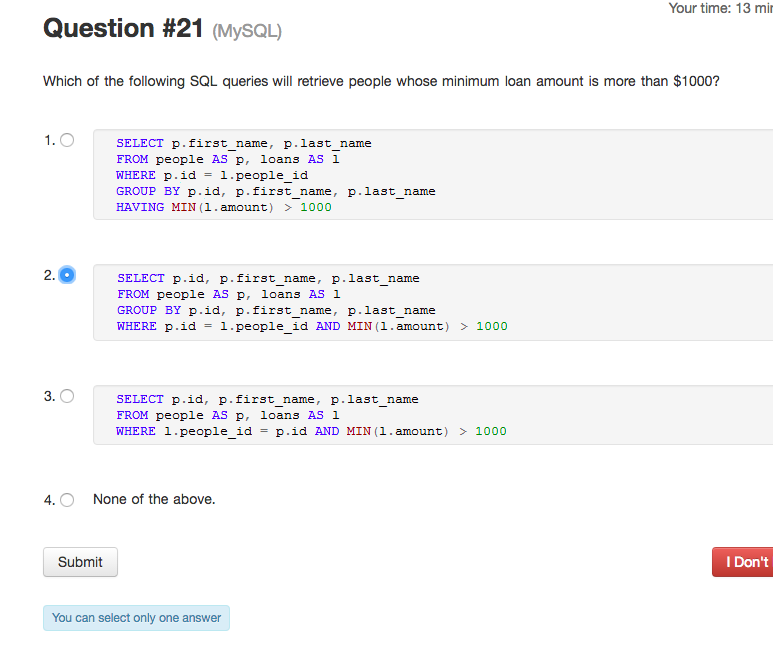 Your time: 13 min
Question #21 (MySQL)
Which of the following SQL queries will retrieve people whose minimum loan amount is more than $1000?
1.
SELECT p.first_name, p.last_name
FROM people AS p, loans AS l
WHERE p.id = l.people_id
GROUP BY p.id, p.first_name, p.last_name
HAVING MIN(l.amount) > 1000
2.
SELECT p.id, p.first_name, p.last_name
FROM people AS p, loans AS l
GROUP BY p.id, p.first_name, p.last_name
WHERE p.id = l.people_id AND MIN(l.amount) > 1000
3.
SELECT p.id, p.first_name, p.last_name
FROM people AS p, loans AS l
WHERE l.people_id = p.id AND MIN(l.amount) > 1000
4. None of the above.
Submit
I Don't
You can select only one answer